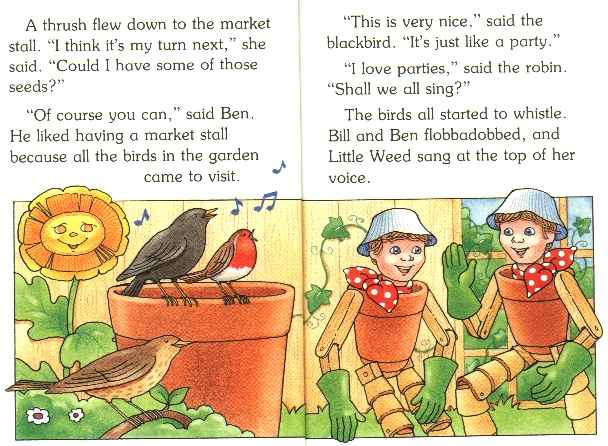 A thrush flew down to the market
stall. “I think it’s my turn next,” she
said. “Could I have some of those
seeds?”
“Of course you can,” said Ben.
He liked having a market stall
because all the birds in the garden
came to visit.
“This is very nice,” said the
blackbird. “It’s just like a party.”
“I love parties,” said the robin.
“Shall we all sing?”
The birds all started to whistle.
Bill and Ben flobbadobbed, and
Little Weed sang at the top of her
voice.